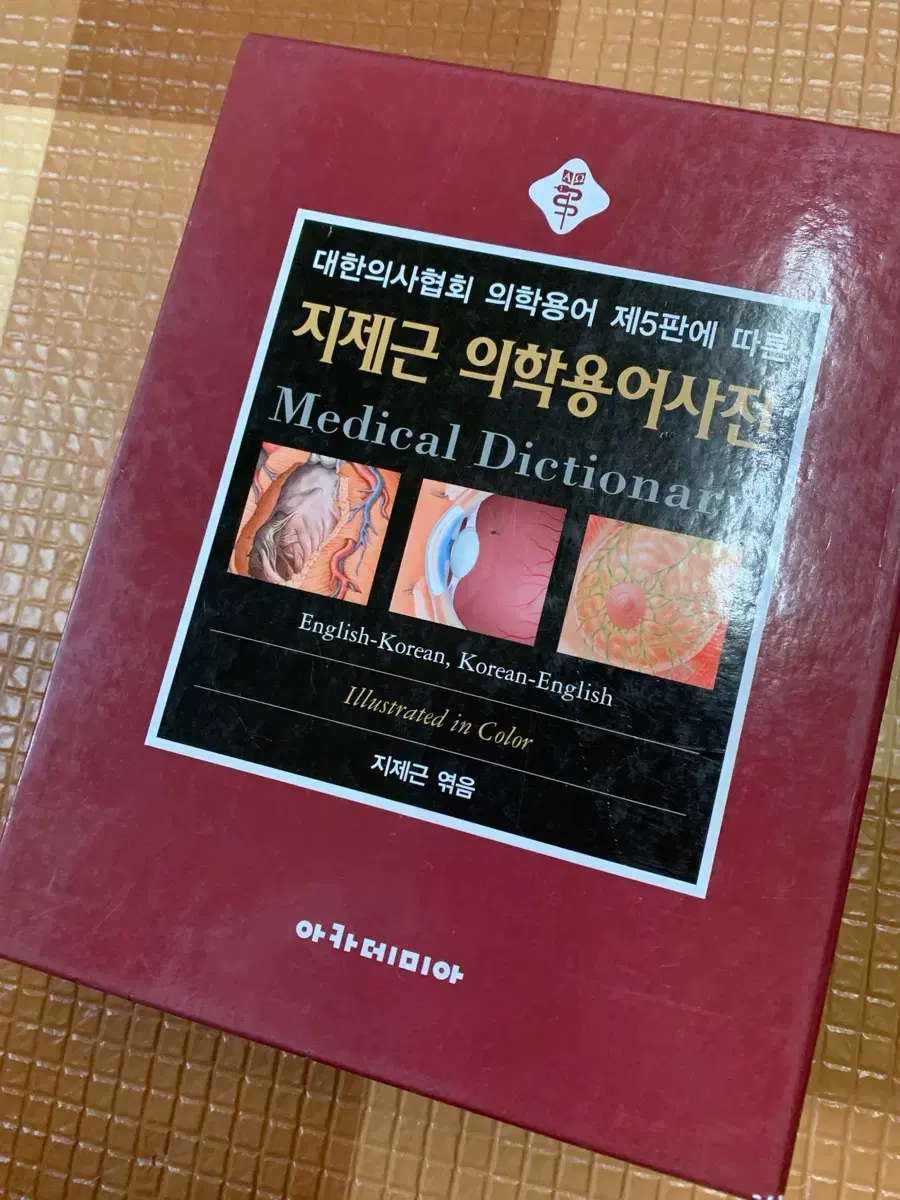 ΑΩ
대한의사협회 의학용어 제5판에 따른
지제근 의학용어사전
Medical Dictionary
English-Korean, Korean-English
Illustrated in Color
지제근 엮음
아카데미아